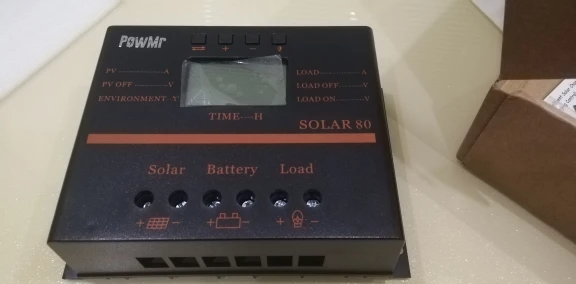 PowMr
PV A
PV OFF V
ENVIRONMENT
LOAD A
LOAD OFF V
LOAD ON V
TIME H
SOLAR 80
Solar Battery Load
+ - + - + -